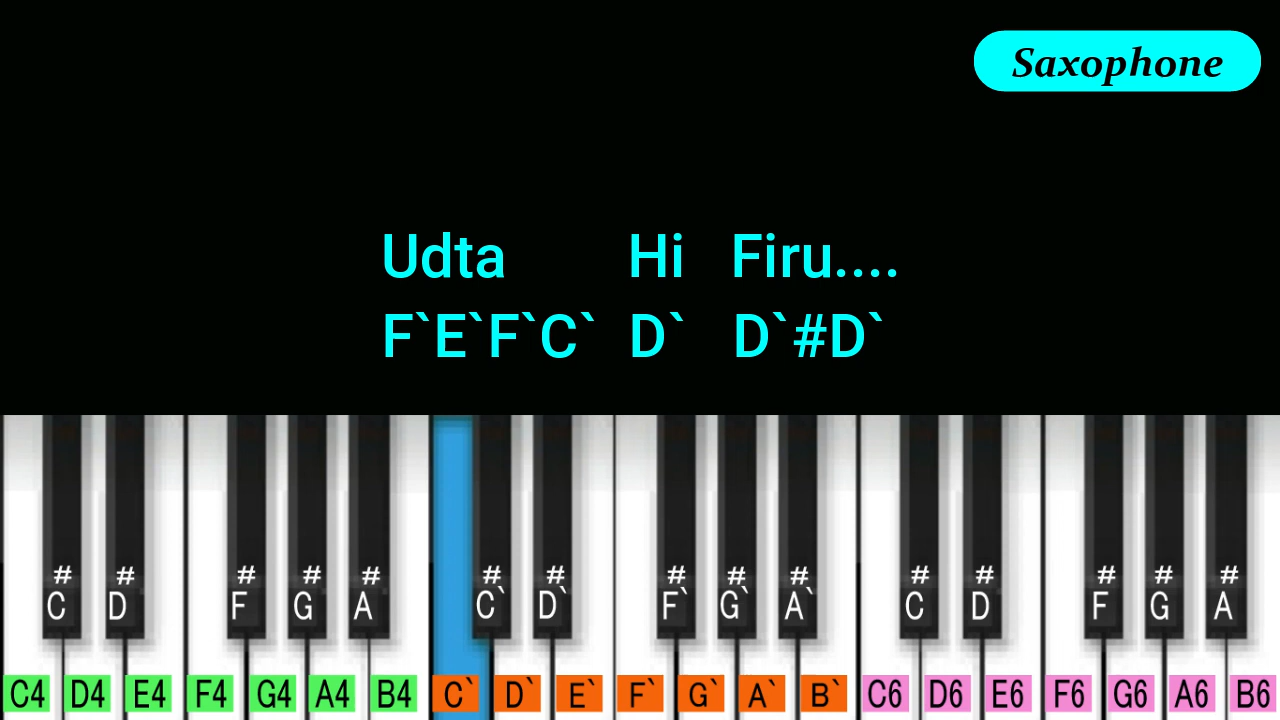 Saxophone
Udta Hi Firu....
F`E`F`C` D` D`#D`
# # # # # # # # # # # # # # #
C D F G A C` D` F` G` A` C D F G A
C4 D4 E4 F4 G4 A4 B4 C` D` E` F` G` A` B` C6 D6 E6 F6 G6 A6 B6